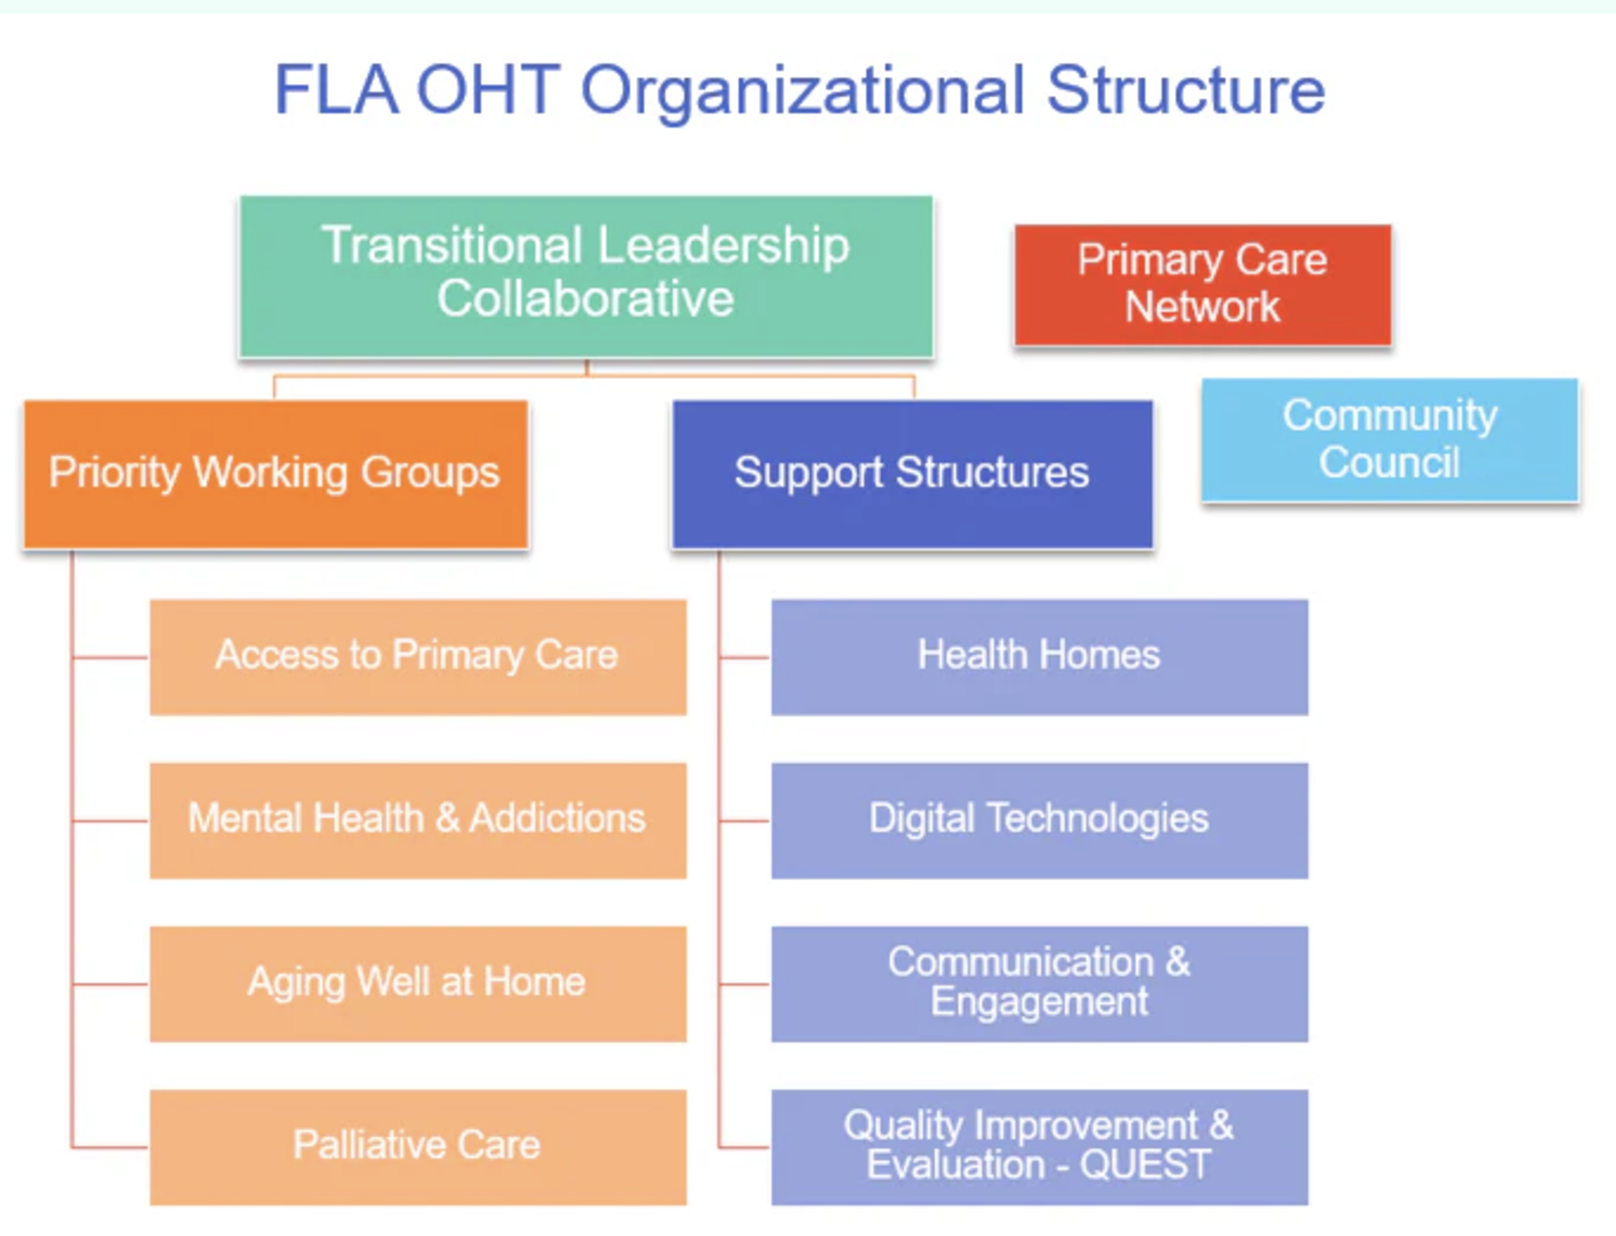 FLA OHT Organizational Structure
Transitional Leadership
Collaborative
Primary Care
Network
Community
Council
Priority Working Groups
Support Structures
Access to Primary Care
Health Homes
Mental Health & Addictions
Digital Technologies
Aging Well at Home
Communication &
Engagement
Palliative Care
Quality Improvement &
Evaluation - QUEST